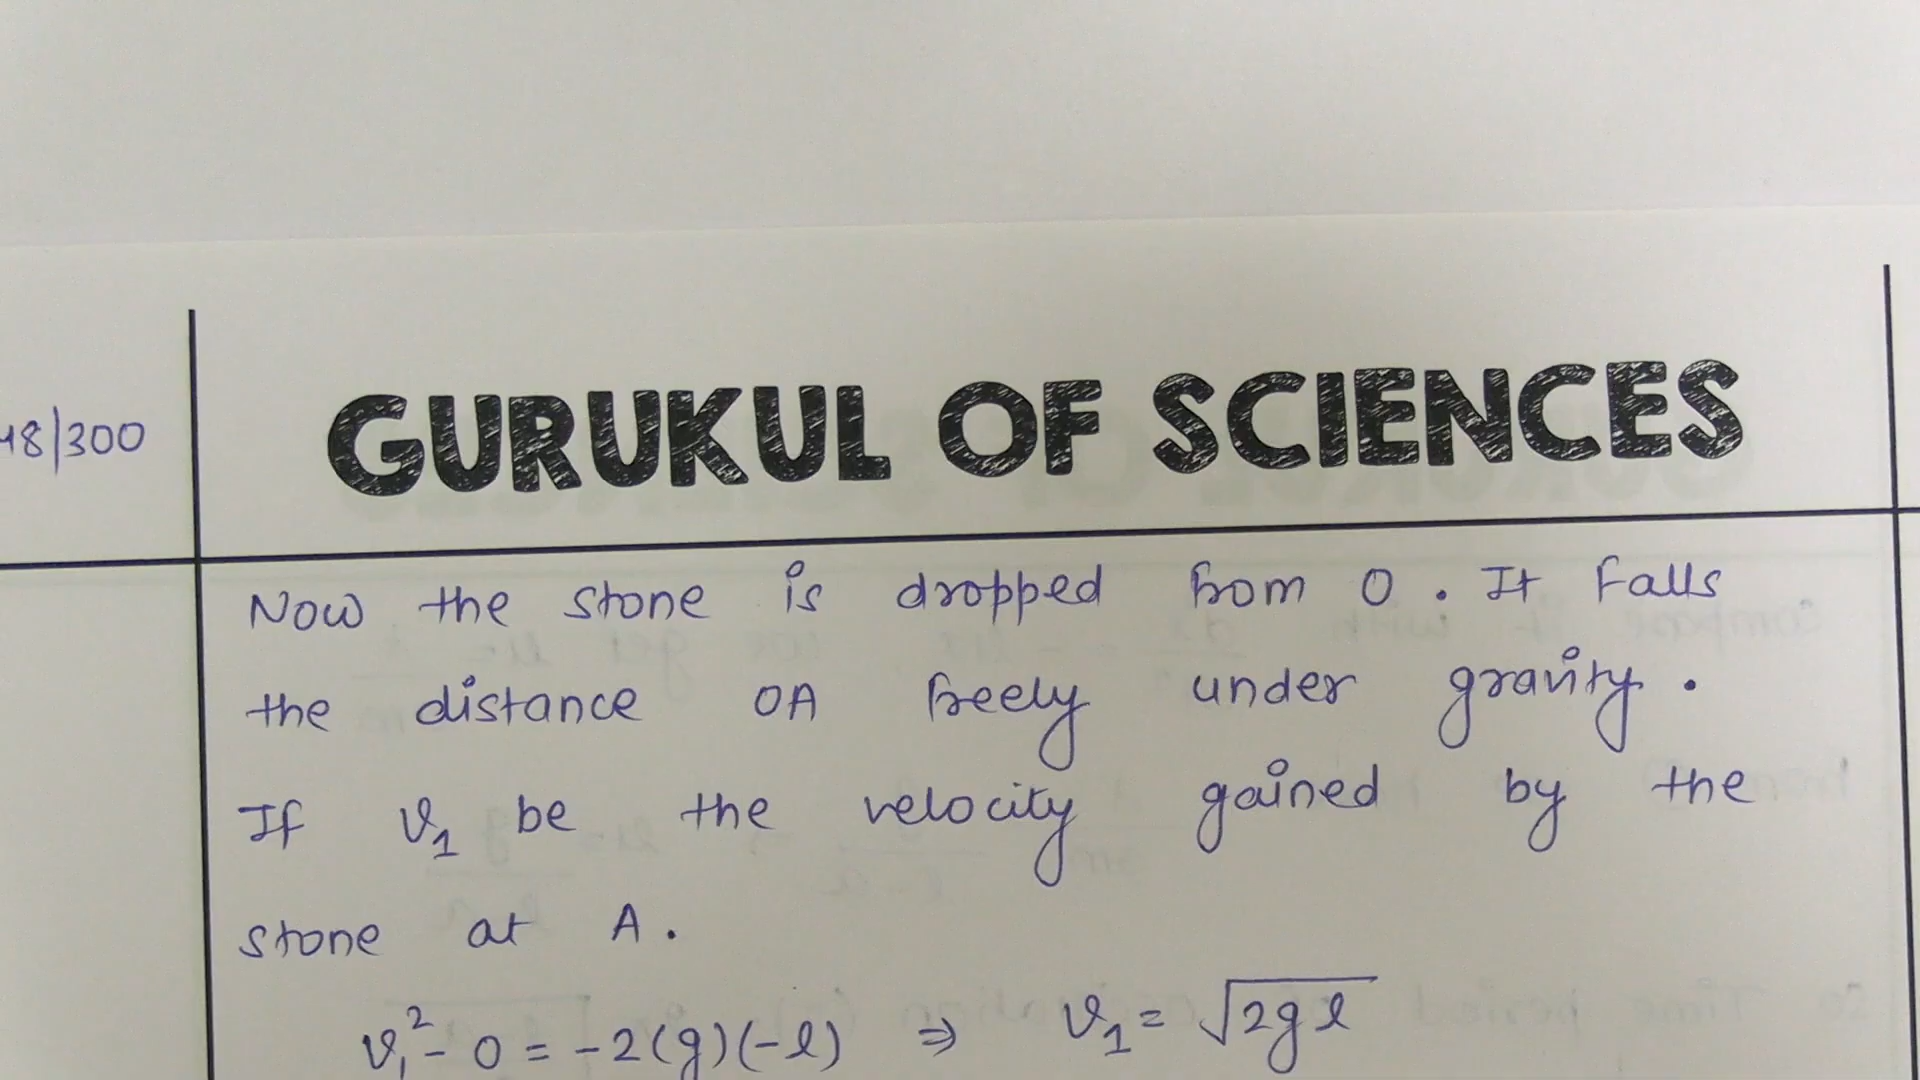 48/300
GURUKUL OF SCIENCES
Now the stone is dropped from O. It falls
the distance OA freely under gravity.
If v₁ be the velocity gained by the
stone at A.
v₁² - 0 = -2(g)(-l) ⇒ v₁ = √2gl